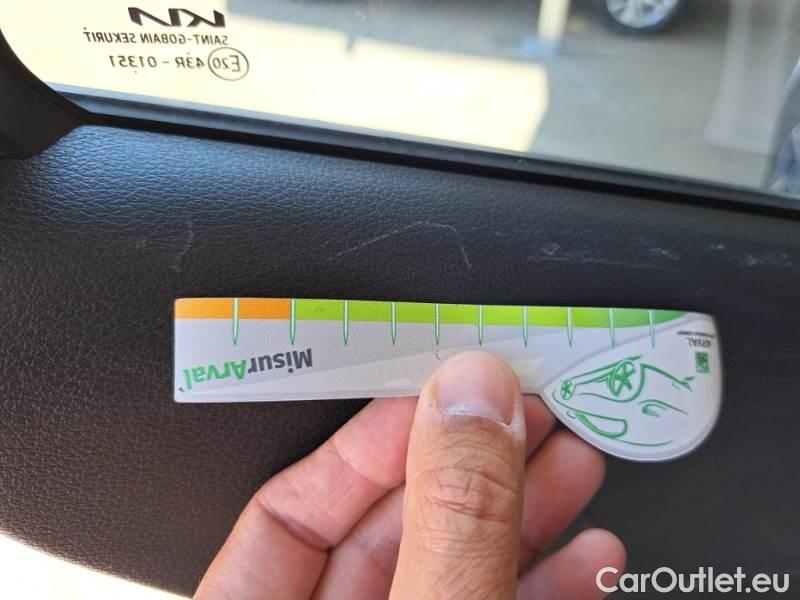 KIA
SAINT-GOBAIN SEKURIT
E20 43R - 01351
MisurArval
ARVAL
CarOutlet.eu